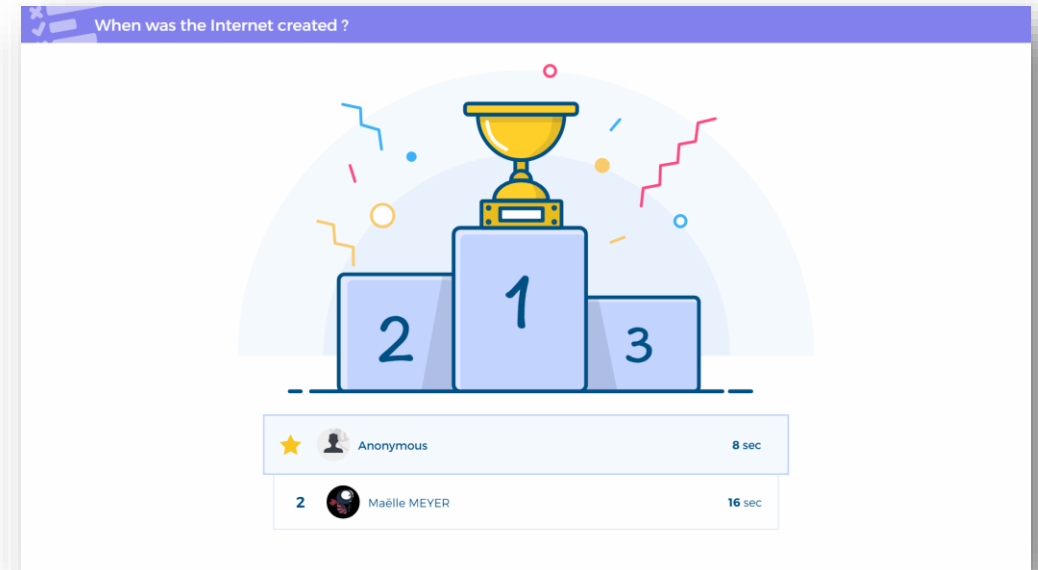 When was the Internet created ?
1
2
3
Anonymous 8 sec
2 Maëlle MEYER 16 sec